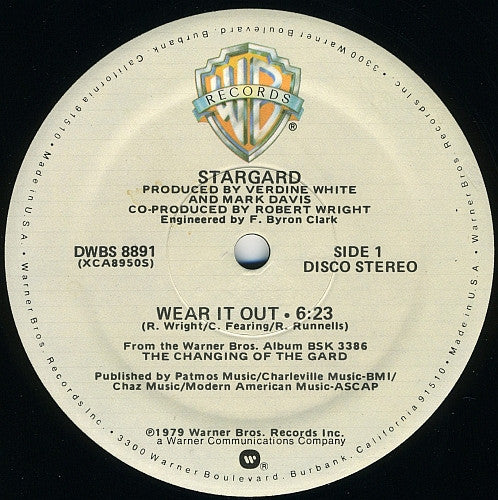 Warner Bros. Records Inc. • 3300 Warner Boulevard, Burbank, California 91510 • Made in U.S.A. • Warner Bros. Records Inc. • 3300 Warner Boulevard, Burbank, California 91510 • Made in U.S.A. •
WB
RECORDS
®
STARGARD
PRODUCED BY VERDINE WHITE
AND MARK DAVIS
CO-PRODUCED BY ROBERT WRIGHT
Engineered by F. Byron Clark
DWBS 8891
(XCA8950S)
SIDE 1
DISCO STEREO
WEAR IT OUT • 6:23
(R. Wright/C. Fearing/R. Runnells)
From the Warner Bros. Album BSK 3386
THE CHANGING OF THE GARD
Published by Patmos Music/Charleville Music-BMI/
Chaz Music/Modern American Music-ASCAP
℗1979 Warner Bros. Records Inc.
a Warner Communications Company
W
®